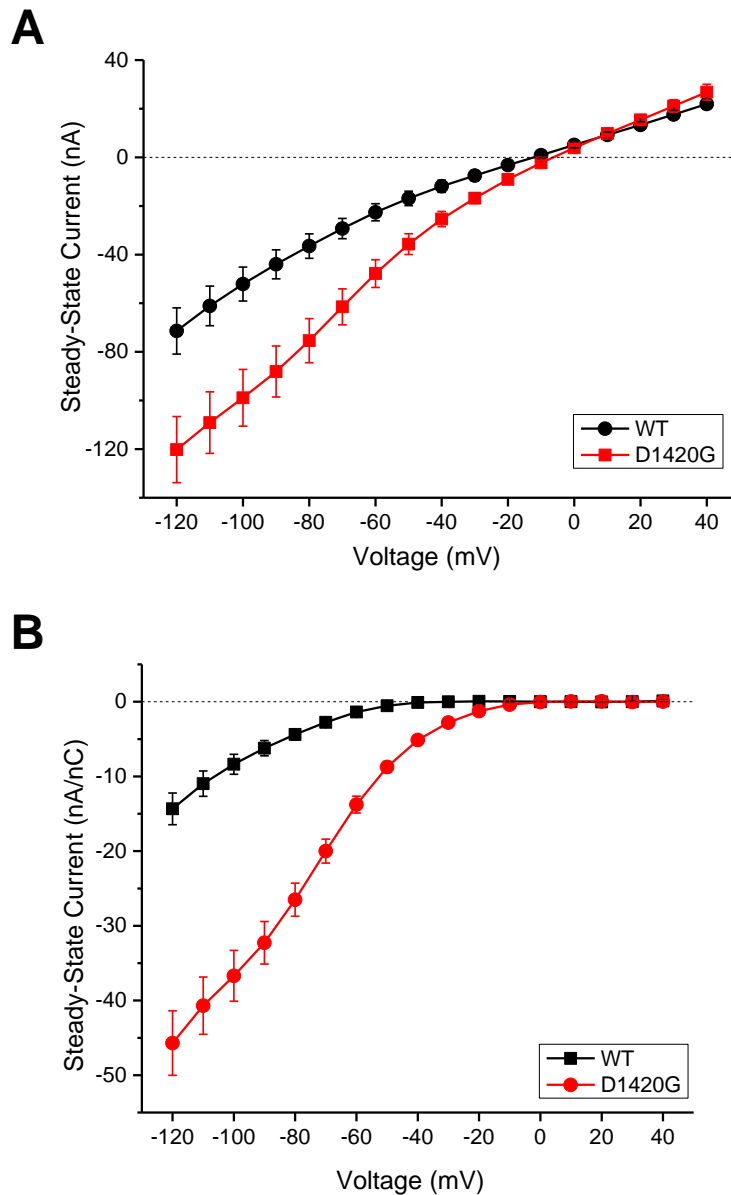 A
40
0
-40
-80
-120
Steady-State Current (nA)
WT
D1420G
-120 -100 -80 -60 -40 -20 0 20 40
Voltage (mV)
B
0
-10
-20
-30
-40
-50
Steady-State Current (nA/nC)
WT
D1420G
-120 -100 -80 -60 -40 -20 0 20 40
Voltage (mV)